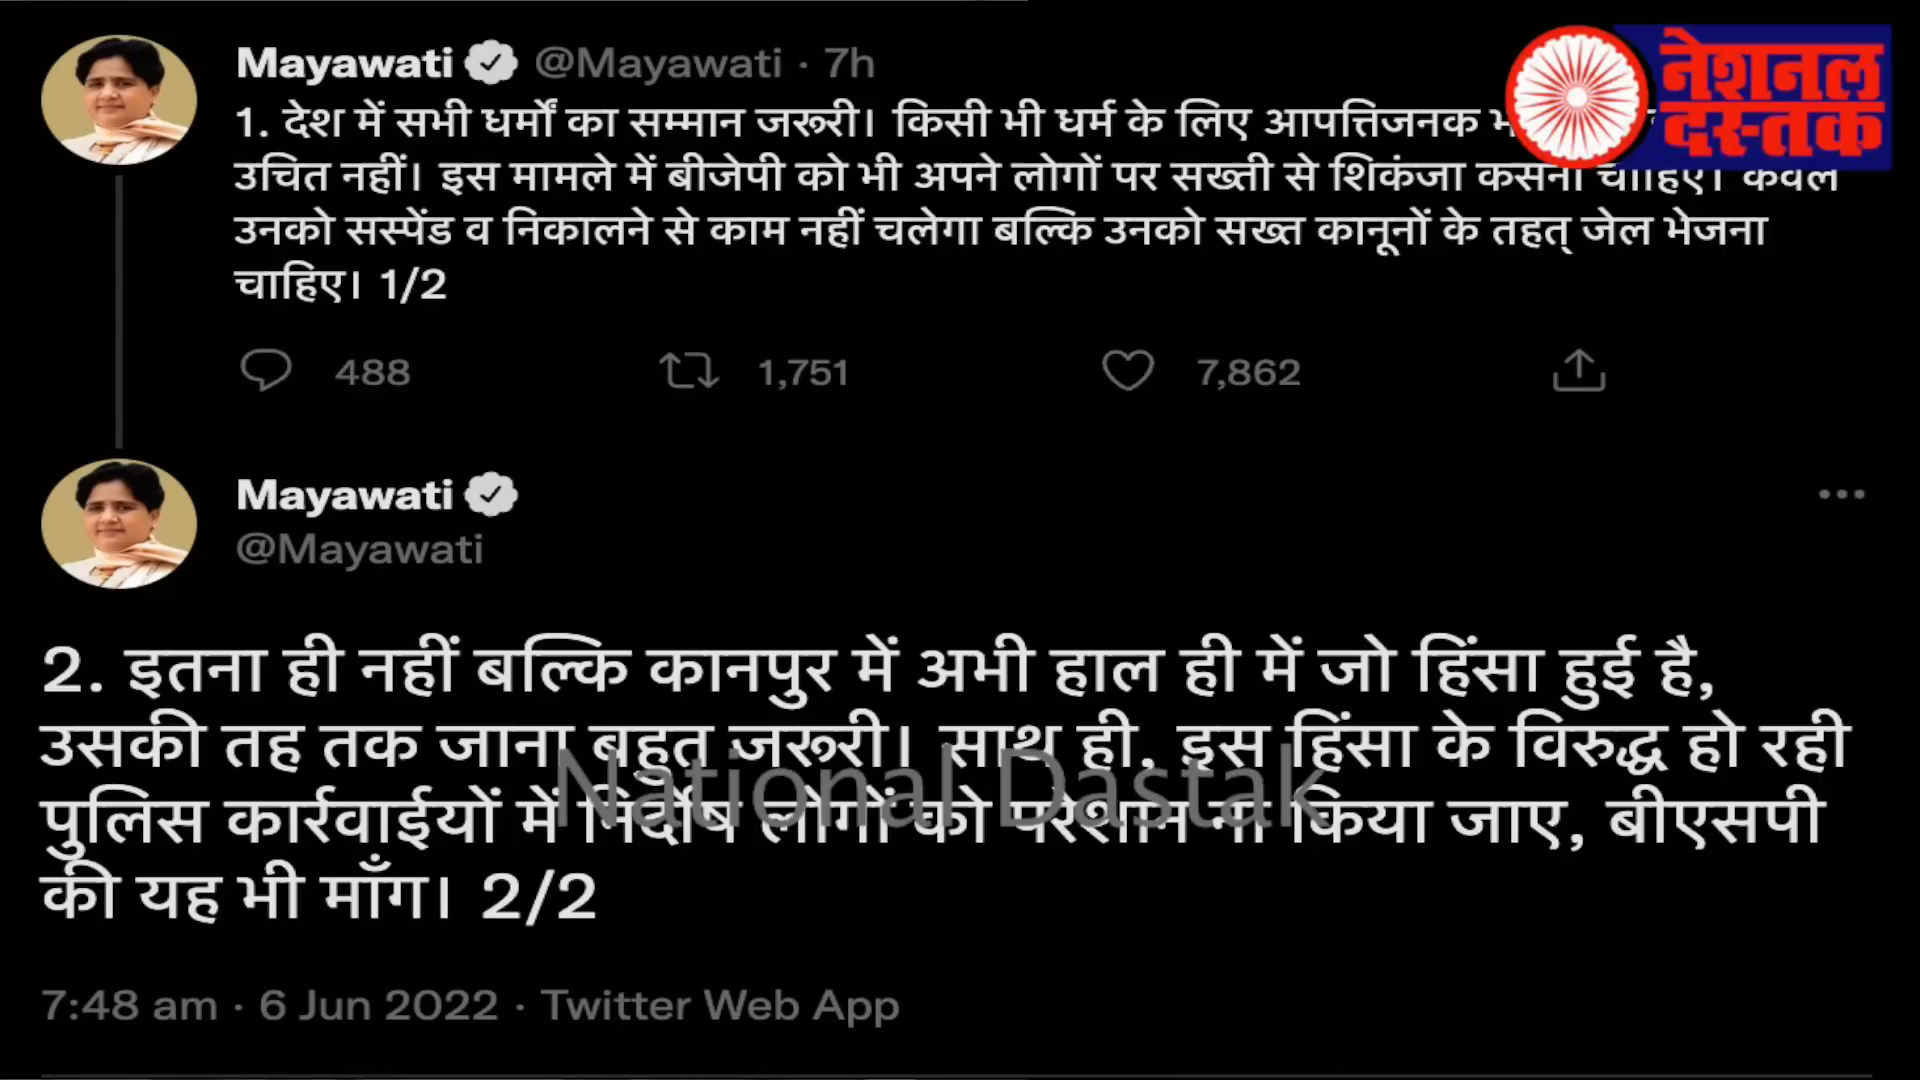 Mayawati @Mayawati · 7h
1. देश में सभी धर्मों का सम्मान जरूरी। किसी भी धर्म के लिए आपत्तिजनक
उचित नहीं। इस मामले में बीजेपी को भी अपने लोगों पर सख्ती से शिकंजा कसना चाहिए। केवल
उनको सस्पेंड व निकालने से काम नहीं चलेगा बल्कि उनको सख्त कानूनों के तहत् जेल भेजना
चाहिए। 1/2
488 1,751 7,862
नेशनल
दस्तक
Mayawati
@Mayawati
2. इतना ही नहीं बल्कि कानपुर में अभी हाल ही में जो हिंसा हुई है,
उसकी तह तक जाना बहुत जरूरी। साथ ही, इस हिंसा के विरुद्ध हो रही
पुलिस कार्रवाईयों में निर्दोष लोगों को परेशान ना किया जाए, बीएसपी
की यह भी माँग। 2/2
National Dastak
7:48 am · 6 Jun 2022 · Twitter Web App